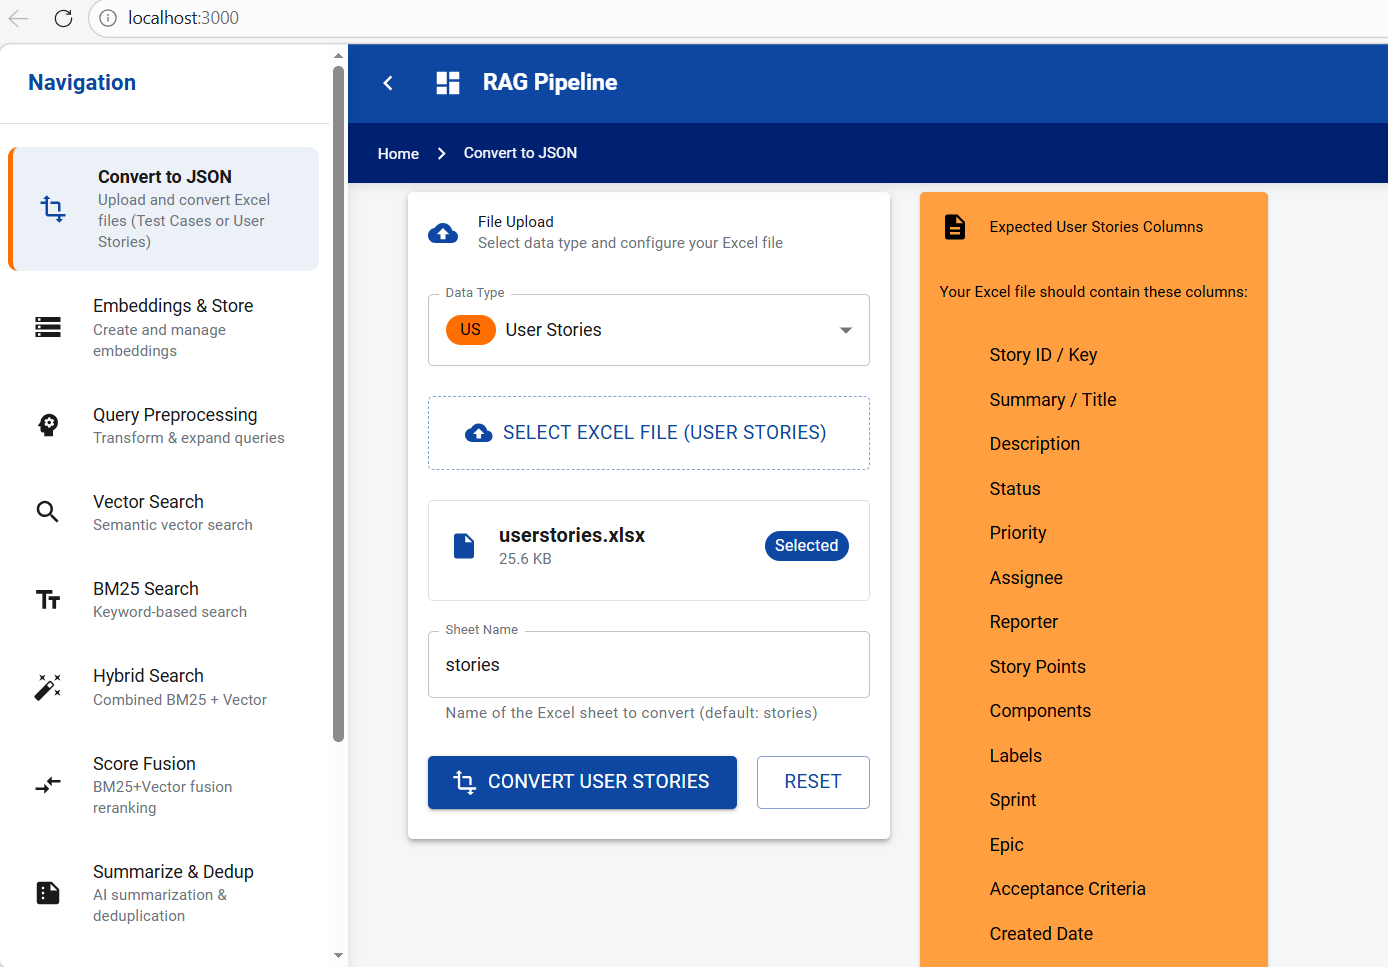 localhost:3000
Navigation
Convert to JSON
Upload and convert Excel
files (Test Cases or User
Stories)
Embeddings & Store
Create and manage
embeddings
Query Preprocessing
Transform & expand queries
Vector Search
Semantic vector search
BM25 Search
Keyword-based search
Hybrid Search
Combined BM25 + Vector
Score Fusion
BM25+Vector fusion
reranking
Summarize & Dedup
AI summarization &
deduplication
RAG Pipeline
Home
Convert to JSON
File Upload
Select data type and configure your Excel file
Data Type
US User Stories
SELECT EXCEL FILE (USER STORIES)
userstories.xlsx
25.6 KB
Selected
Sheet Name
stories
Name of the Excel sheet to convert (default: stories)
CONVERT USER STORIES
RESET
Expected User Stories Columns
Your Excel file should contain these columns:
Story ID / Key
Summary / Title
Description
Status
Priority
Assignee
Reporter
Story Points
Components
Labels
Sprint
Epic
Acceptance Criteria
Created Date